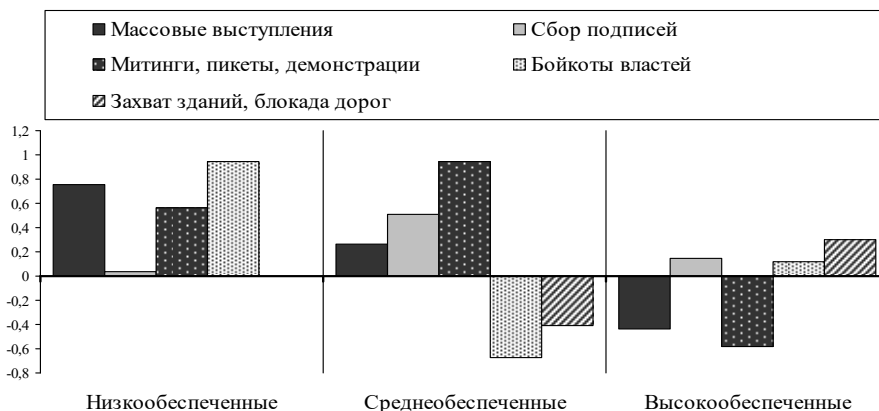 Массовые выступления
Сбор подписей
Митинги, пикеты, демонстрации
Бойкоты властей
Захват зданий, блокада дорог
1,2
1
0,8
0,6
0,4
0,2
0
-0,2
-0,4
-0,6
-0,8
Низкообеспеченные
Среднеобеспеченные
Высокообеспеченные